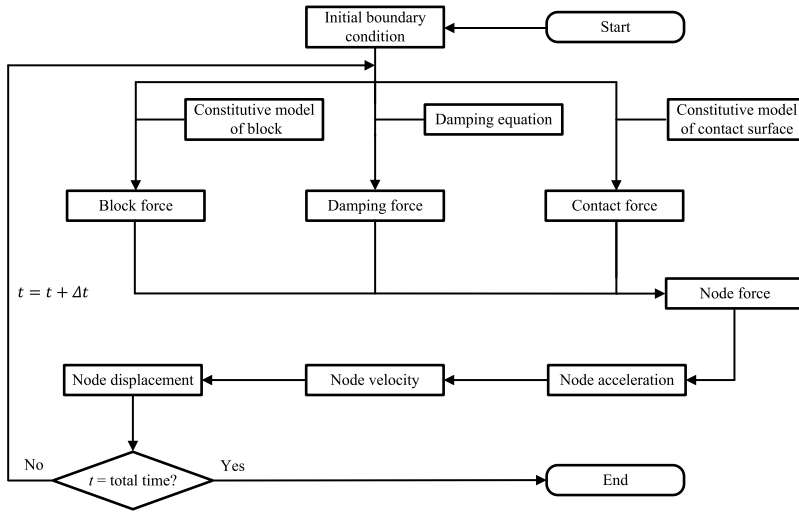 Initial boundary
condition
Start
Constitutive model
of block
Damping equation
Constitutive model
of contact surface
Block force
Damping force
Contact force
t = t + Δt
Node force
Node displacement
Node velocity
Node acceleration
No
t = total time?
Yes
End